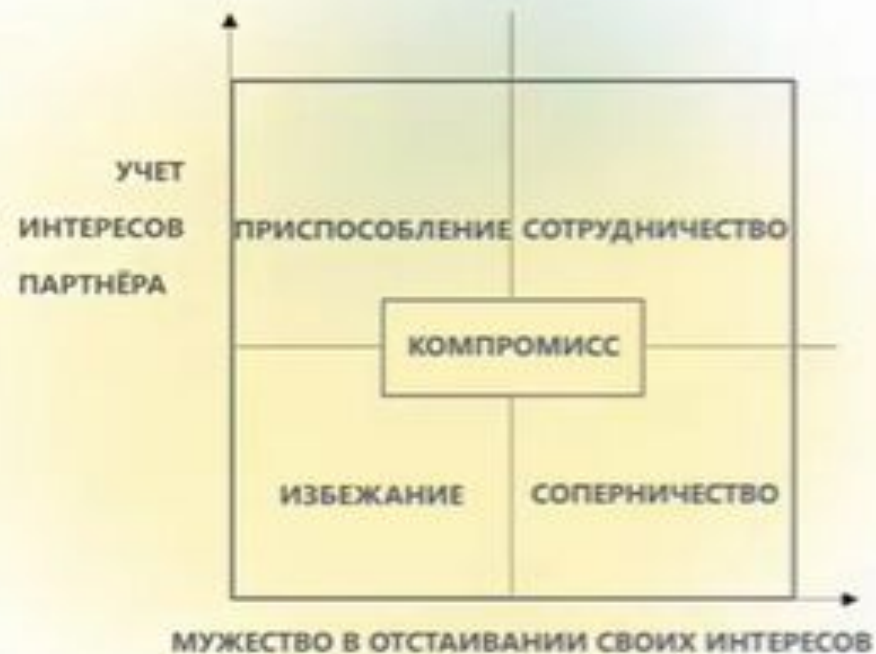 УЧЕТ
ИНТЕРЕСОВ
ПАРТНЁРА
ПРИСПОСОБЛЕНИЕ
СОТРУДНИЧЕСТВО
КОМПРОМИСС
ИЗБЕЖАНИЕ
СОПЕРНИЧЕСТВО
МУЖЕСТВО В ОТСТАИВАНИИ СВОИХ ИНТЕРЕСОВ